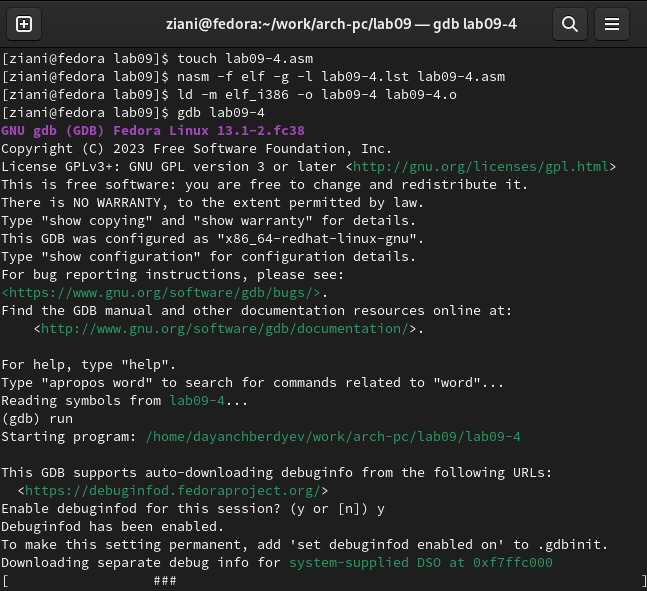 ziani@fedora:~/work/arch-pc/lab09 — gdb lab09-4
[ziani@fedora lab09]$ touch lab09-4.asm
[ziani@fedora lab09]$ nasm -f elf -g -l lab09-4.lst lab09-4.asm
[ziani@fedora lab09]$ ld -m elf_i386 -o lab09-4 lab09-4.o
[ziani@fedora lab09]$ gdb lab09-4
GNU gdb (GDB) Fedora Linux 13.1-2.fc38
Copyright (C) 2023 Free Software Foundation, Inc.
License GPLv3+: GNU GPL version 3 or later <http://gnu.org/licenses/gpl.html>
This is free software: you are free to change and redistribute it.
There is NO WARRANTY, to the extent permitted by law.
Type "show copying" and "show warranty" for details.
This GDB was configured as "x86_64-redhat-linux-gnu".
Type "show configuration" for configuration details.
For bug reporting instructions, please see:
<https://www.gnu.org/software/gdb/bugs/>.
Find the GDB manual and other documentation resources online at:
    <http://www.gnu.org/software/gdb/documentation/>.

For help, type "help".
Type "apropos word" to search for commands related to "word"...
Reading symbols from lab09-4...
(gdb) run
Starting program: /home/dayanchberdyev/work/arch-pc/lab09/lab09-4

This GDB supports auto-downloading debuginfo from the following URLs:
  <https://debuginfod.fedoraproject.org/>
Enable debuginfod for this session? (y or [n]) y
Debuginfod has been enabled.
To make this setting permanent, add 'set debuginfod enabled on' to .gdbinit.
Downloading separate debug info for system-supplied DSO at 0xf7ffc000
[                  ###                                                          ]